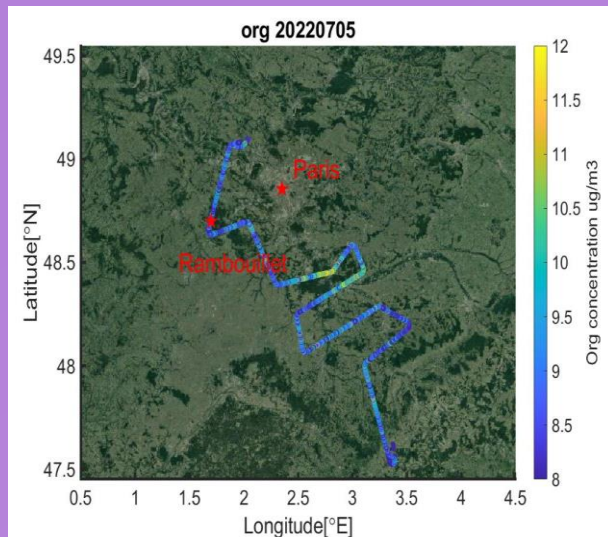 org 20220705
49.5
49
48.5
48
47.5
Latitude[°N]
Paris
Rambouillet
0.5 1 1.5 2 2.5 3 3.5 4 4.5
Longitude[°E]
12
11.5
11
10.5
10
9.5
9
8.5
8
Org concentration ug/m3